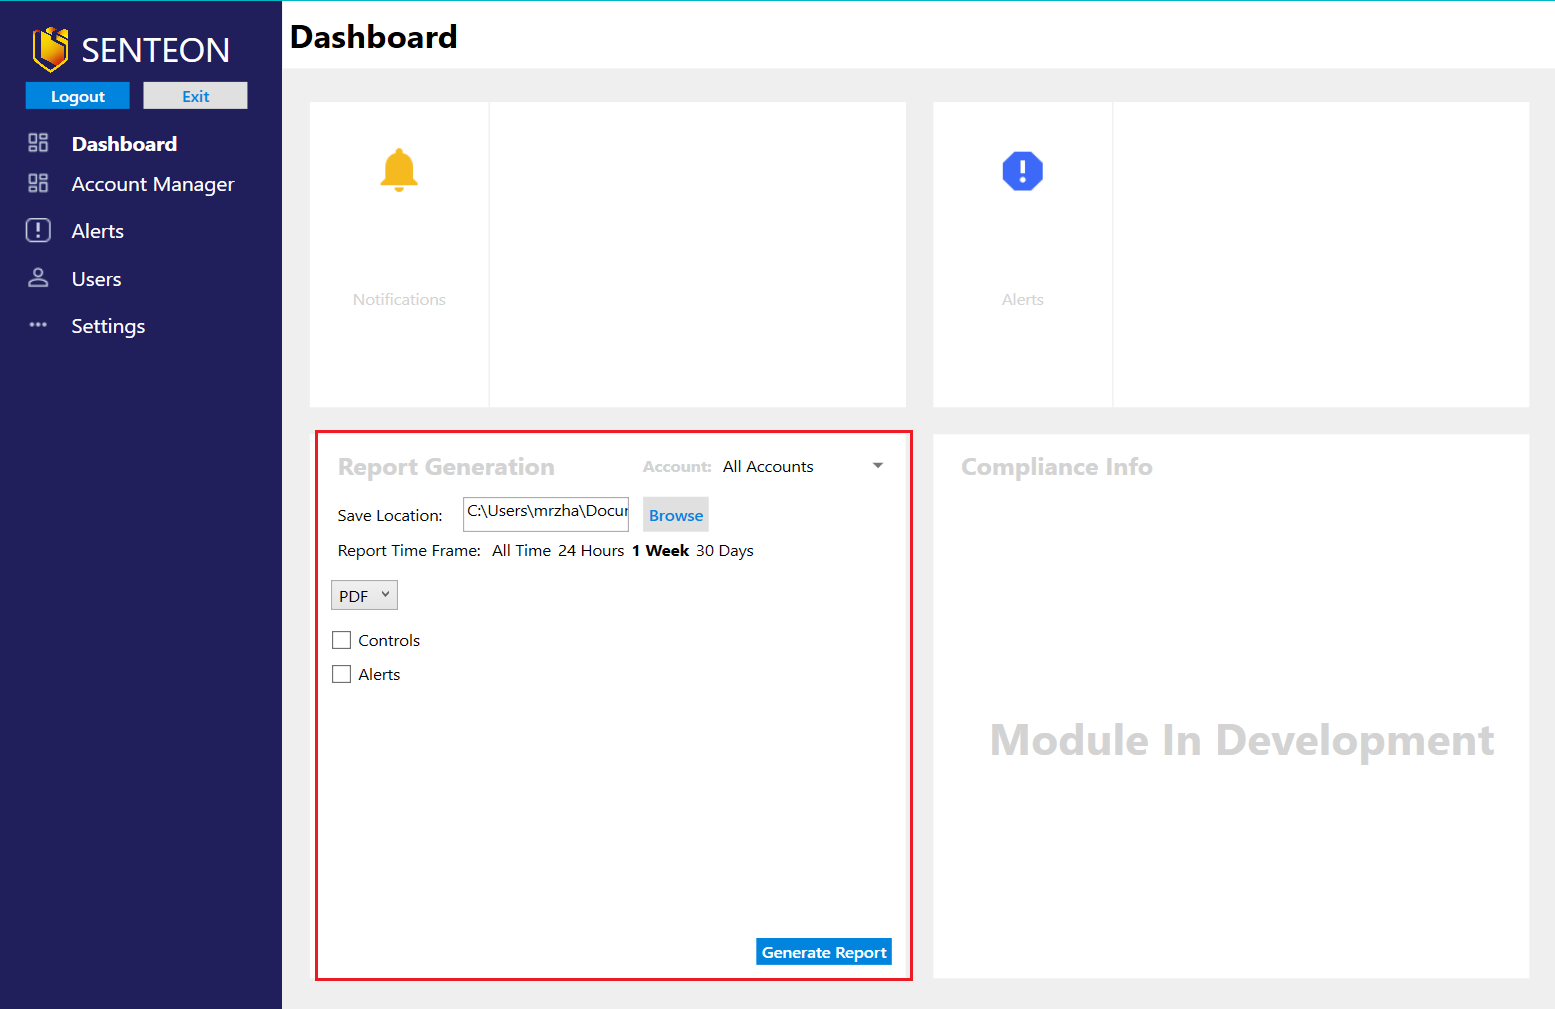 SENTEON
Logout Exit
Dashboard
Account Manager
Alerts
Users
Settings
Dashboard
Notifications
Alerts
Report Generation Account: All Accounts
Save Location: C:\Users\mrzha\Docu Browse
Report Time Frame: All Time 24 Hours 1 Week 30 Days
PDF
Controls
Alerts
Generate Report
Compliance Info
Module In Development